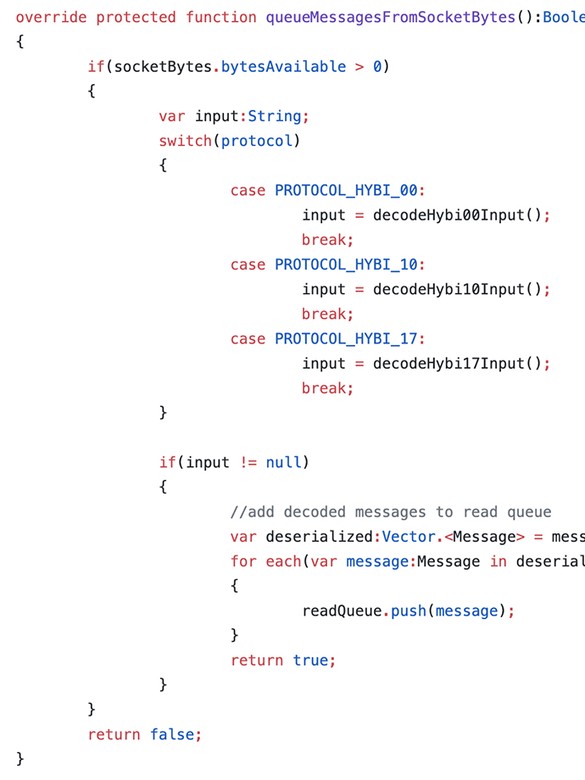 override protected function queueMessagesFromSocketBytes():Boole
{
if(socketBytes.bytesAvailable > 0)
{
var input:String;
switch(protocol)
{
case PROTOCOL_HYBI_00:
input = decodeHybi00Input();
break;
case PROTOCOL_HYBI_10:
input = decodeHybi10Input();
break;
case PROTOCOL_HYBI_17:
input = decodeHybi17Input();
break;
}
if(input != null)
{
//add decoded messages to read queue
var deserialized:Vector.<Message> = mess
for each(var message:Message in deserial
{
readQueue.push(message);
}
return true;
}
}
return false;
}